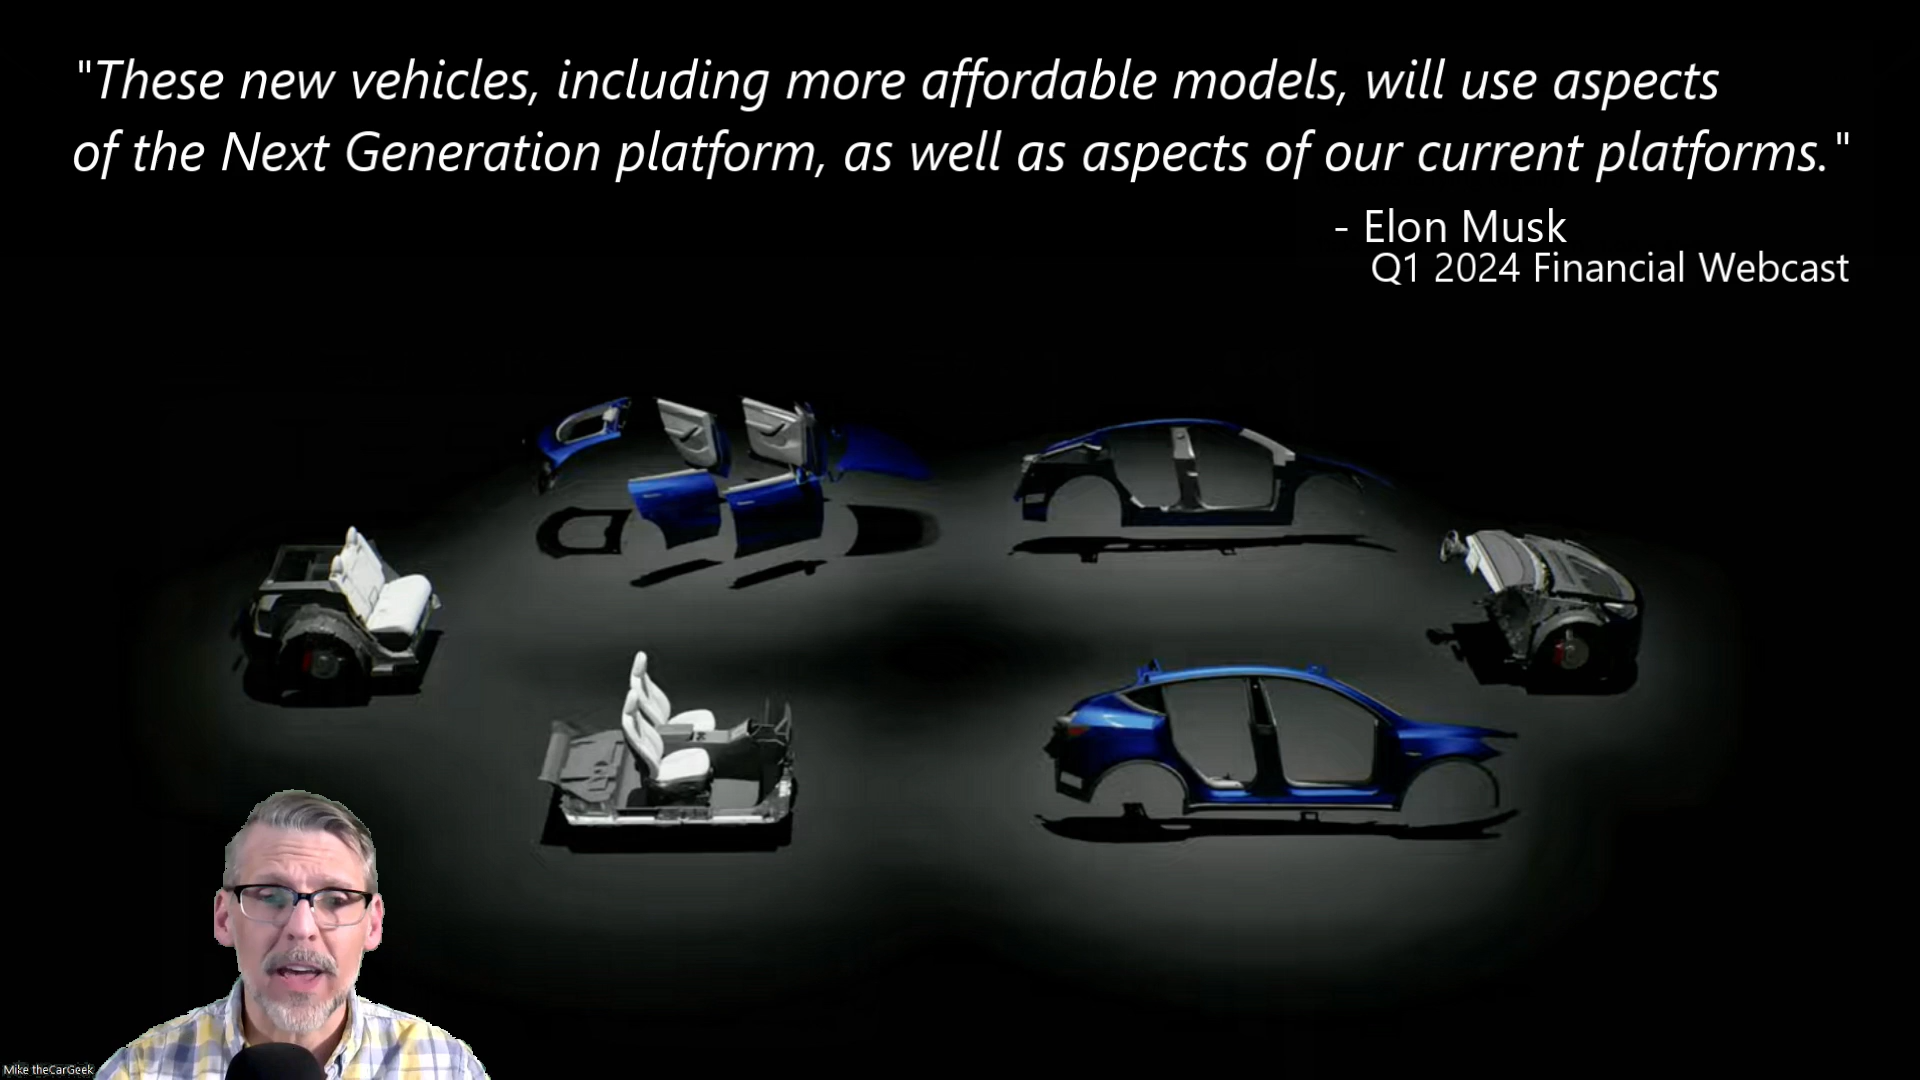 "These new vehicles, including more affordable models, will use aspects
of the Next Generation platform, as well as aspects of our current platforms."
- Elon Musk
Q1 2024 Financial Webcast
Mike theCarGeek